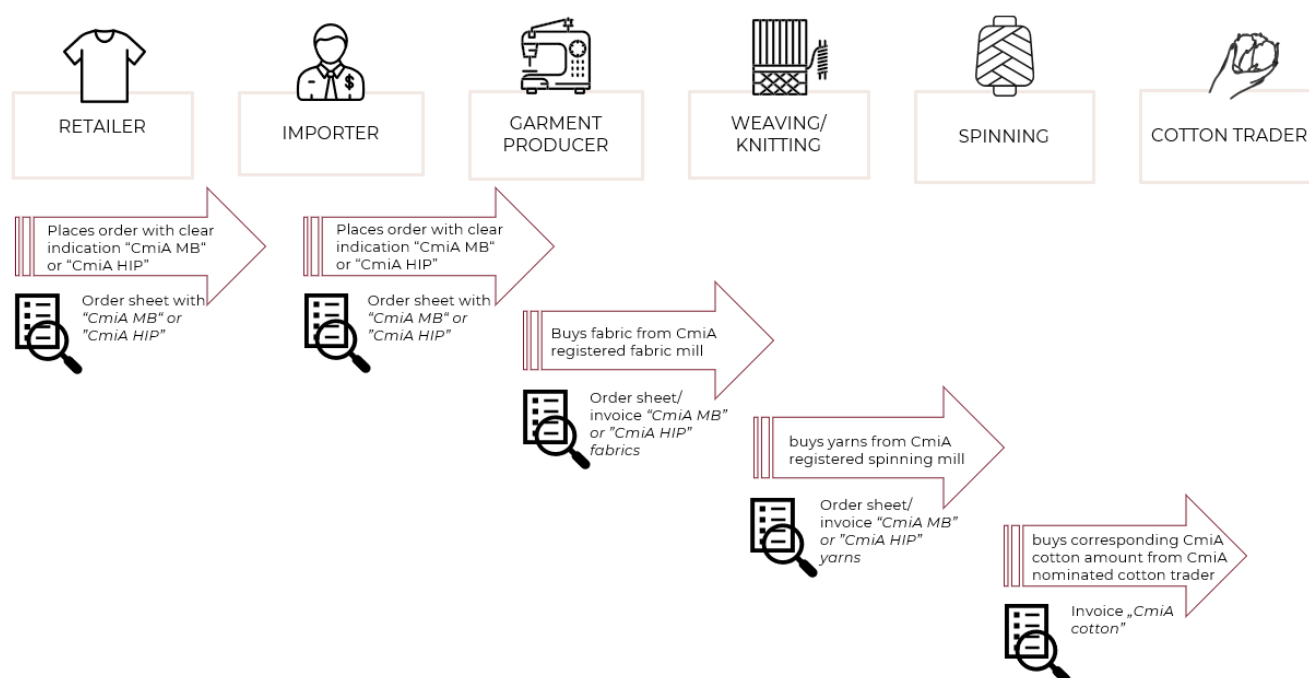 RETAILER
IMPORTER
GARMENT
PRODUCER
WEAVING/
KNITTING
SPINNING
COTTON TRADER
$
Places order with clear
indication “CmiA MB“
or “CmiA HIP”
Order sheet with
“CmiA MB“ or
”CmiA HIP”
Places order with clear
indication “CmiA MB“
or “CmiA HIP”
Order sheet with
“CmiA MB“ or
”CmiA HIP”
Buys fabric from CmiA
registered fabric mill
Order sheet/
invoice “CmiA MB”
or ”CmiA HIP”
fabrics
buys yarns from CmiA
registered spinning mill
Order sheet/
invoice “CmiA MB”
or ”CmiA HIP”
yarns
buys corresponding CmiA
cotton amount from CmiA
nominated cotton trader
Invoice „CmiA
cotton”